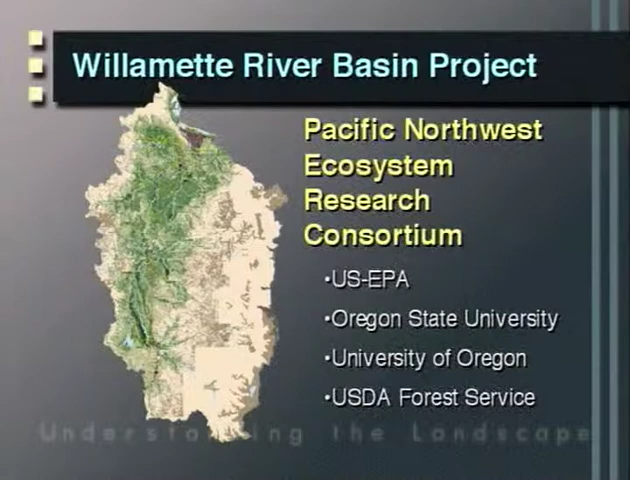 Willamette River Basin Project
Pacific Northwest
Ecosystem
Research
Consortium
•US-EPA
•Oregon State University
•University of Oregon
•USDA Forest Service
Understanding the Landscape